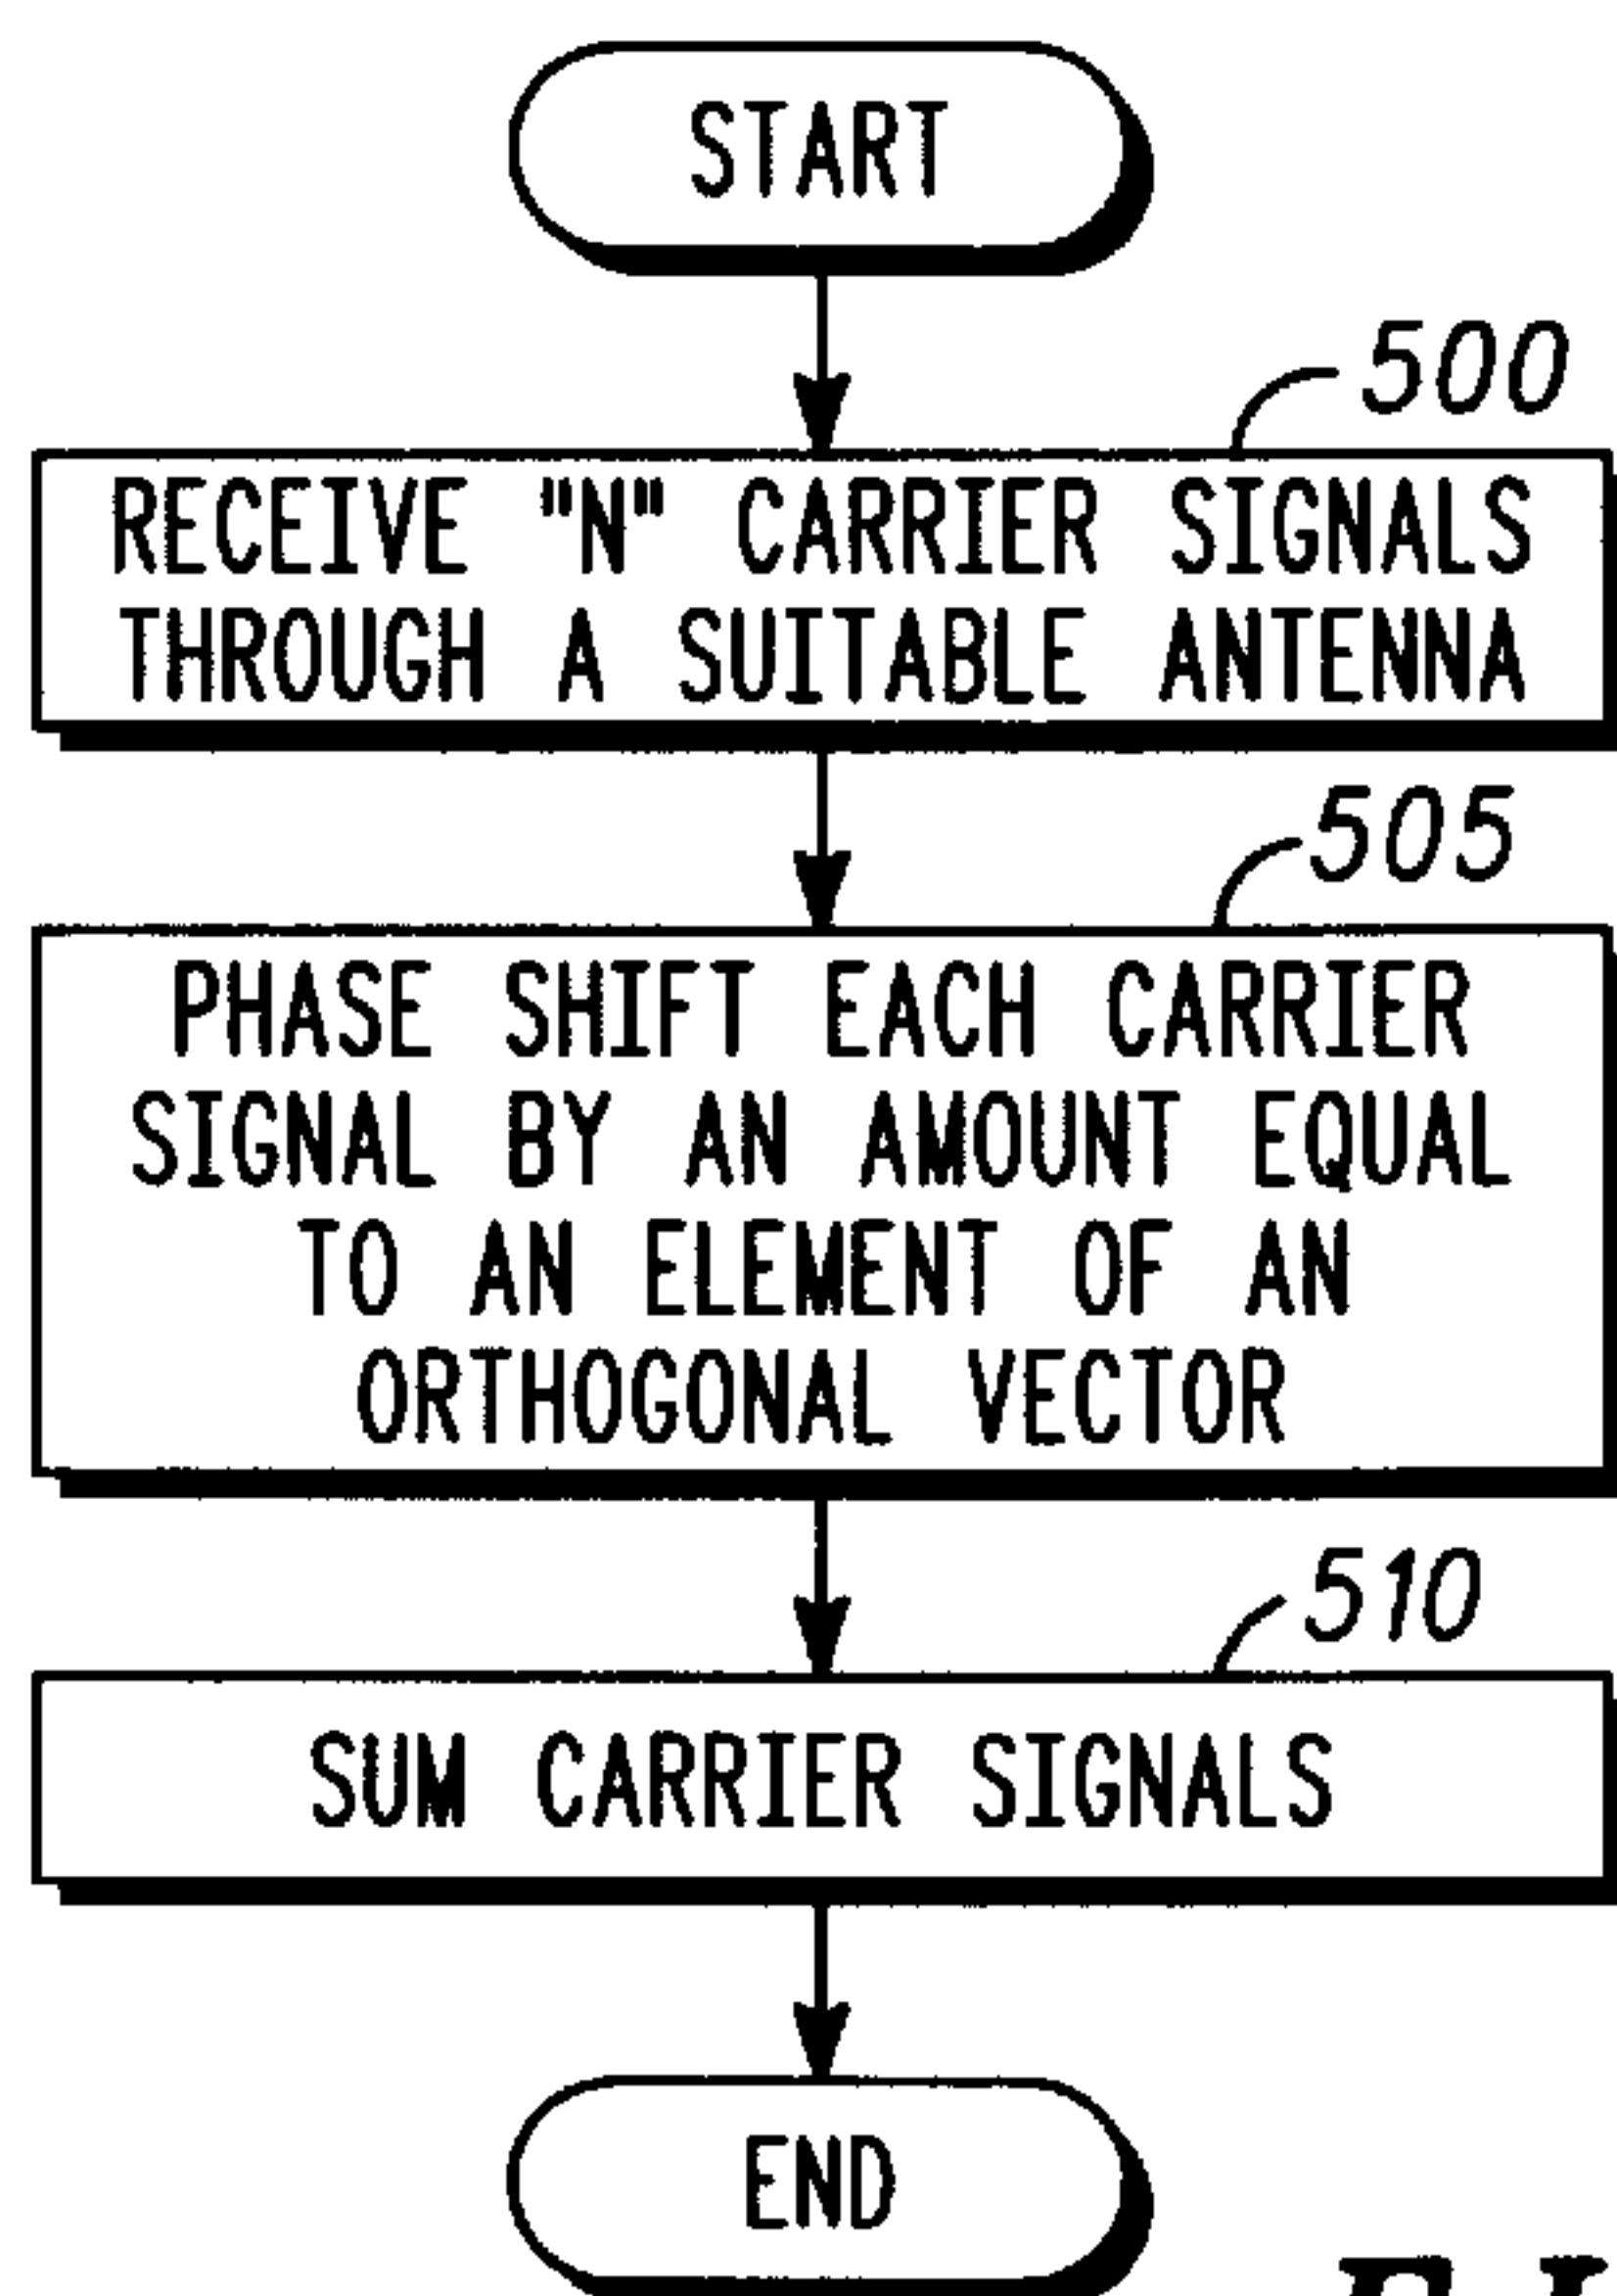 START
500
RECEIVE "N" CARRIER SIGNALS
THROUGH A SUITABLE ANTENNA
505
PHASE SHIFT EACH CARRIER
SIGNAL BY AN AMOUNT EQUAL
TO AN ELEMENT OF AN
ORTHOGONAL VECTOR
510
SUM CARRIER SIGNALS
END